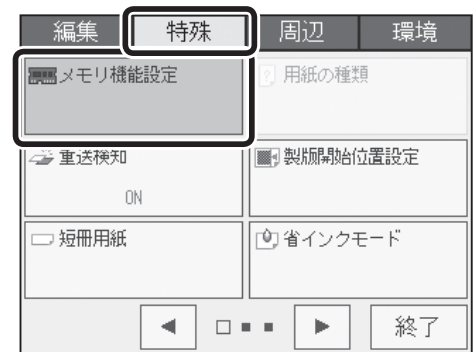 編集 特殊 周辺 環境
メモリ機能設定 用紙の種類
重送検知 製版開始位置設定
ON
短冊用紙 省インクモード
終了